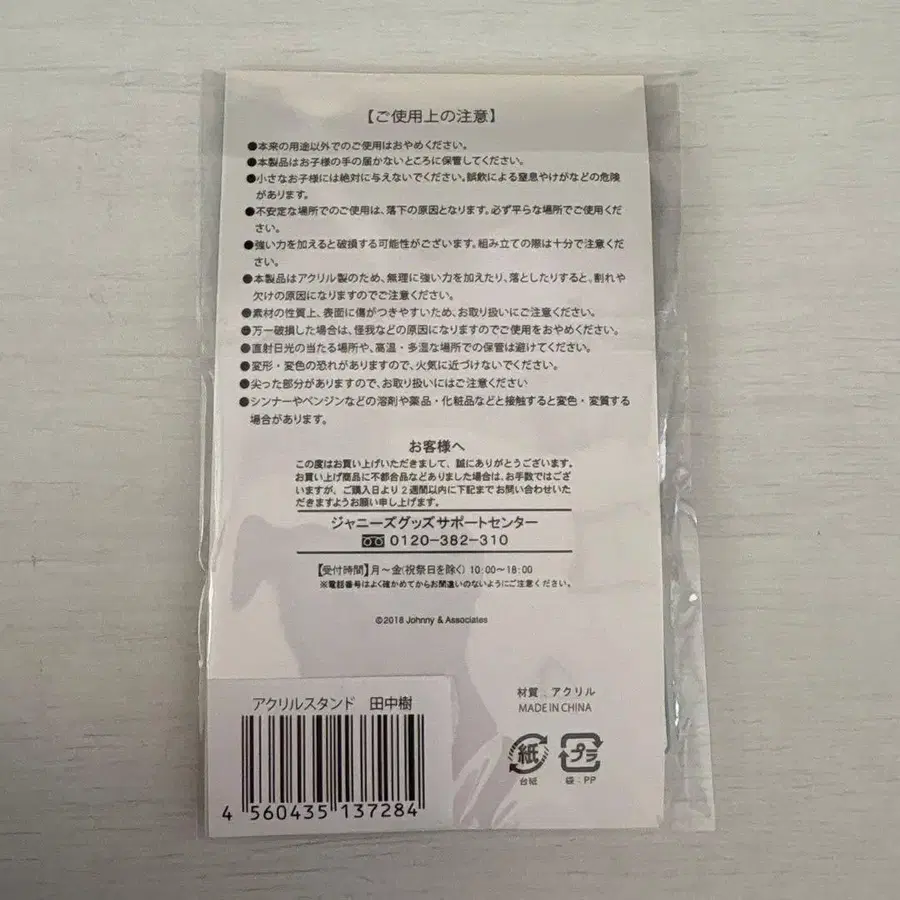 【ご使用上の注意】
●本来の用途以外でのご使用はおやめください。
●本製品はお子様の手の届かないところに保管してください。
●小さなお子様には絶対に与えないでください。誤飲による窒息やけがなどの危険
があります。
●不安定な場所でのご使用は、落下の原因となります。必ず平らな場所でご使用くだ
さい。
●強い力を加えると破損する可能性がございます。組み立ての際は十分で注意くだ
さい。
●本製品はアクリル製のため、無理に強い力を加えたり、落としたりすると、割れや
欠けの原因になりますのでご注意ください。
●素材の性質上、表面に傷がつきやすいため、お取り扱いにご注意ください。
●万一破損した場合は、怪我などの原因になりますのでご使用をおやめください。
●直射日光の当たる場所や、高温・多湿な場所での保管は避けてください。
●変形・変色の恐れがありますので、火気に近づけないでください。
●尖った部分がありますので、お取り扱いにはご注意ください
●シンナーやベンジンなどの溶剤や薬品・化粧品などと接触すると変色・変質する
場合があります。
お客様へ
この度はお買い上げいただきまして、誠にありがとうございます。
お買い上げ商品に不都合品などありました場合は、お手数ではござ
いますが、ご購入日より2週間以内に下記までお問い合わせいた
だきますようお願い申し上げます。
ジャニーズグッズサポートセンター
0120-382-310
【受付時間】月〜金(祝祭日を除く) 10:00〜18:00
※電話番号はよく確かめてからお間違いのないようにご注意ください。
©2018 Johnny & Associates
アクリルスタンド 田中樹
4 560435 137284
材質:アクリル
MADE IN CHINA
紙
台紙
プラ
袋:PP